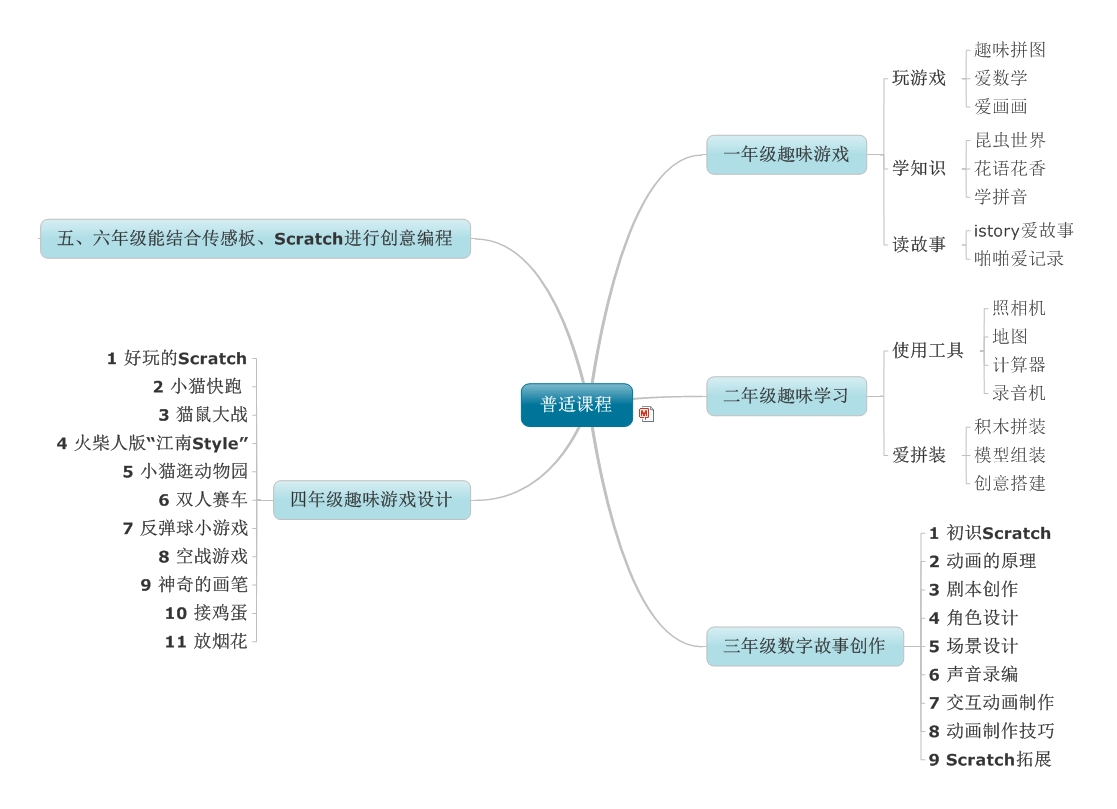 普适课程
一年级趣味游戏
玩游戏
趣味拼图
爱数学
爱画画
学知识
昆虫世界
花语花香
学拼音
读故事
istory爱故事
啪啪爱记录
二年级趣味学习
使用工具
照相机
地图
计算器
录音机
爱拼装
积木拼装
模型组装
创意搭建
三年级数字故事创作
1 初识Scratch
2 动画的原理
3 剧本创作
4 角色设计
5 场景设计
6 声音录编
7 交互动画制作
8 动画制作技巧
9 Scratch拓展
四年级趣味游戏设计
1 好玩的Scratch
2 小猫快跑
3 猫鼠大战
4 火柴人版“江南Style”
5 小猫逛动物园
6 双人赛车
7 反弹球小游戏
8 空战游戏
9 神奇的画笔
10 接鸡蛋
11 放烟花
五、六年级能结合传感板、Scratch进行创意编程